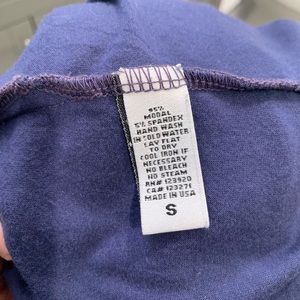 95%
MODAL
5% SPANDEX
HAND WASH
IN COLD WATER
LAY FLAT
TO DRY
COOL IRON IF
NECESSARY
NO BLEACH
NO STEAM
RN# 123920
CA# 123271
MADE IN USA
S